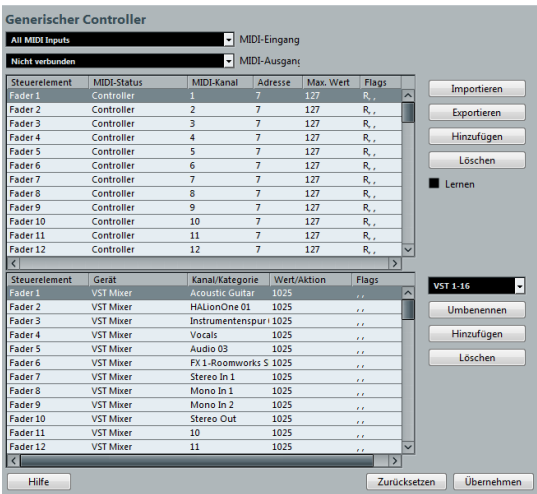 Generischer Controller
All MIDI Inputs MIDI-Eingang
Nicht verbunden MIDI-Ausgang
Steuerelement MIDI-Status MIDI-Kanal Adresse Max. Wert Flags
Fader 1 Controller 1 7 127 R, ,
Fader 2 Controller 2 7 127 R, ,
Fader 3 Controller 3 7 127 R, ,
Fader 4 Controller 4 7 127 R, ,
Fader 5 Controller 5 7 127 R, ,
Fader 6 Controller 6 7 127 R, ,
Fader 7 Controller 7 7 127 R, ,
Fader 8 Controller 8 7 127 R, ,
Fader 9 Controller 9 7 127 R, ,
Fader 10 Controller 10 7 127 R, ,
Fader 11 Controller 11 7 127 R, ,
Fader 12 Controller 12 7 127 R, ,
Importieren
Exportieren
Hinzufügen
Löschen
Lernen
Steuerelement Gerät Kanal/Kategorie Wert/Aktion Flags
Fader 1 VST Mixer Acoustic Guitar 1025 , ,
Fader 2 VST Mixer HALionOne 01 1025 , ,
Fader 3 VST Mixer Instrumentenspur 1025 , ,
Fader 4 VST Mixer Vocals 1025 , ,
Fader 5 VST Mixer Audio 03 1025 , ,
Fader 6 VST Mixer FX 1-Roomworks S 1025 , ,
Fader 7 VST Mixer Stereo In 1 1025 , ,
Fader 8 VST Mixer Mono In 1 1025 , ,
Fader 9 VST Mixer Mono In 2 1025 , ,
Fader 10 VST Mixer Stereo Out 1025 , ,
Fader 11 VST Mixer 10 1025 , ,
Fader 12 VST Mixer 11 1025 , ,
VST 1-16
Umbenennen
Hinzufügen
Löschen
Hilfe Zurücksetzen Übernehmen